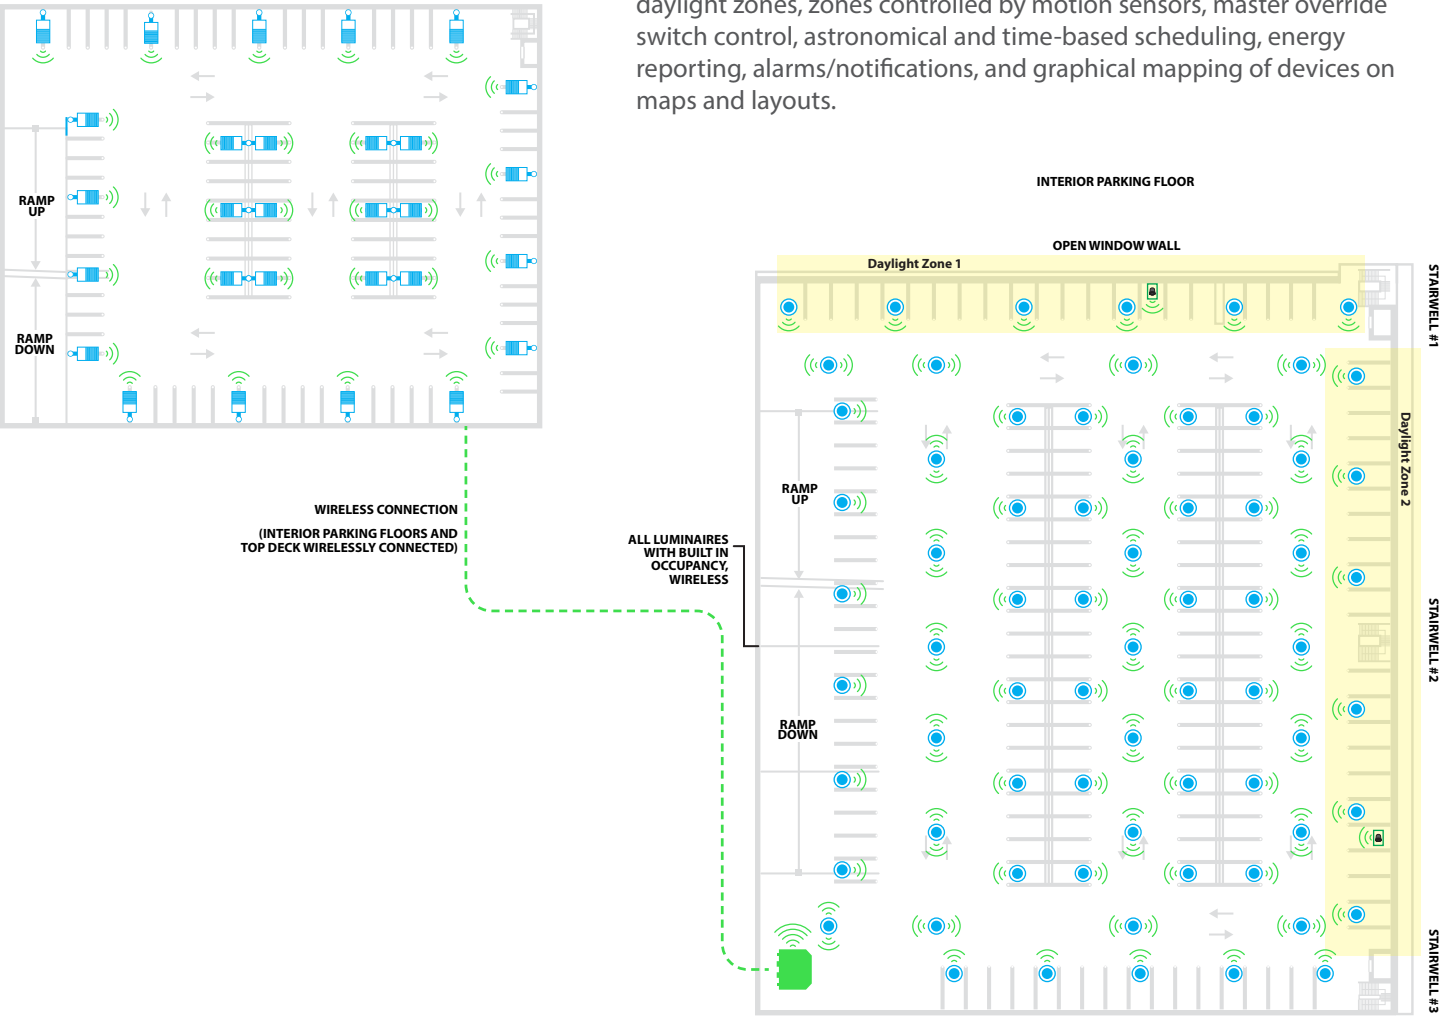 daylight zones, zones controlled by motion sensors, master override
switch control, astronomical and time-based scheduling, energy
reporting, alarms/notifications, and graphical mapping of devices on
maps and layouts.
RAMP
UP
RAMP
DOWN
WIRELESS CONNECTION
(INTERIOR PARKING FLOORS AND
TOP DECK WIRELESSLY CONNECTED)
INTERIOR PARKING FLOOR
OPEN WINDOW WALL
Daylight Zone 1
STAIRWELL #1
Daylight Zone 2
RAMP
UP
ALL LUMINAIRES
WITH BUILT IN
OCCUPANCY,
WIRELESS
STAIRWELL #2
RAMP
DOWN
STAIRWELL #3